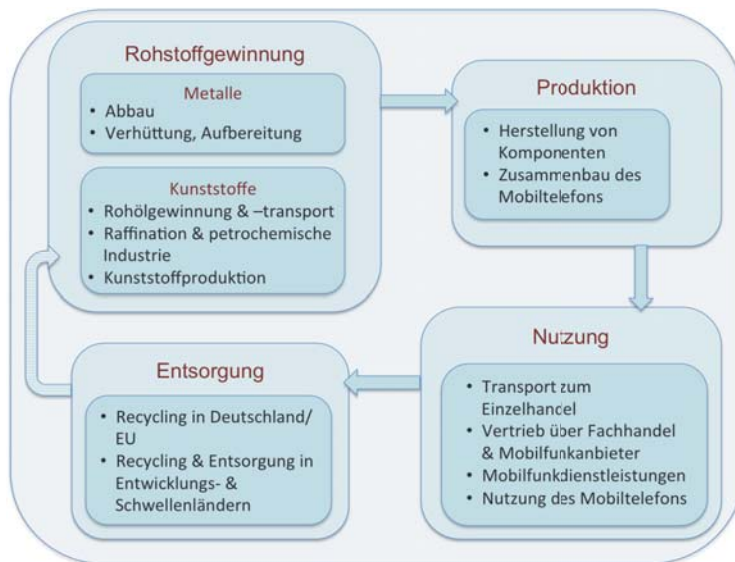 Rohstoffgewinnung
Metalle
• Abbau
• Verhüttung, Aufbereitung
Kunststoffe
• Rohölgewinnung & –transport
• Raffination & petrochemische
Industrie
• Kunststoffproduktion
Produktion
• Herstellung von
Komponenten
• Zusammenbau des
Mobiltelefons
Nutzung
• Transport zum
Einzelhandel
• Vertrieb über Fachhandel
& Mobilfunkanbieter
• Mobilfunkdienstleistungen
• Nutzung des Mobiltelefons
Entsorgung
• Recycling in Deutschland/
EU
• Recycling & Entsorgung in
Entwicklungs- &
Schwellenländern